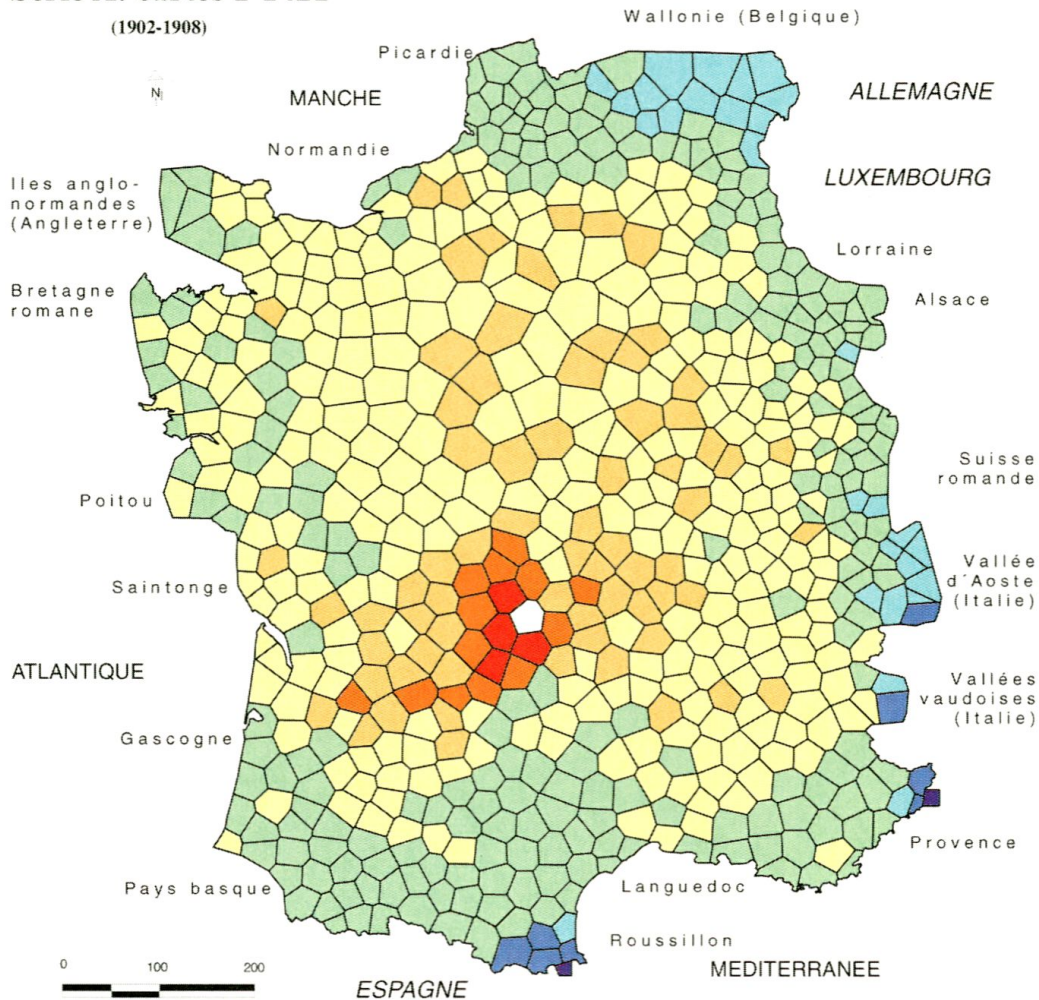 (1902-1908)
Wallonie (Belgique)
Picardie
N
MANCHE
ALLEMAGNE
Normandie
LUXEMBOURG
Iles anglo-
normandes
(Angleterre)
Lorraine
Bretagne
romane
Alsace
Suisse
romande
Poitou
Vallée
d'Aoste
(Italie)
Saintonge
ATLANTIQUE
Vallées
vaudoises
(Italie)
Gascogne
Provence
Pays basque
Languedoc
Roussillon
0 100 200
MEDITERRANEE
ESPAGNE